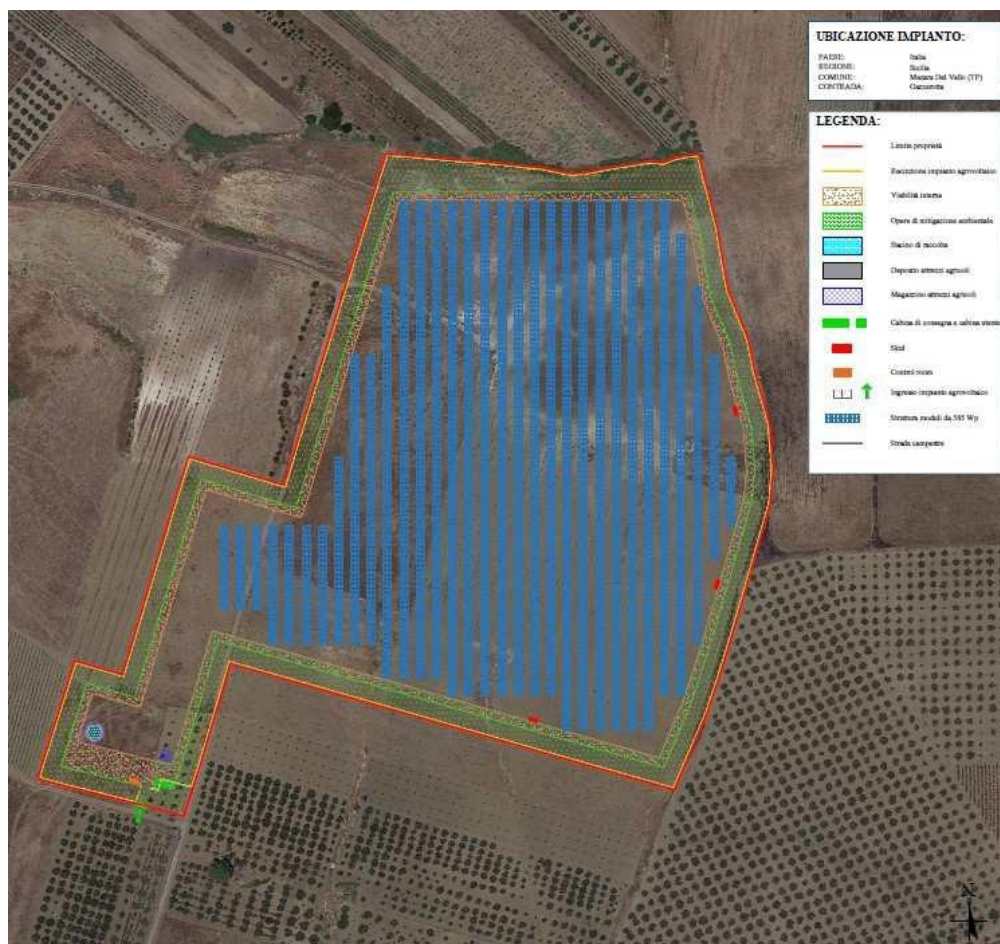 UBICAZIONE IMPIANTO:
PAESE: Italia
REGIONE: Sicilia
COMUNE: Mazara Del Vallo (TP)
CONTRADA:
LEGENDA:
Limite proprietà
Recinzione impianto agrovoltaico
Viabilità interna
Opere di mitigazione ambientale
Bacino di raccolta
Deposito attrezzi agricoli
Magazzino attrezzi agricoli
Cabina di consegna e cabina utente
Skid
Control room
Ingresso impianto agrovoltaico
Struttura moduli da 585 Wp
Strada campestre
N